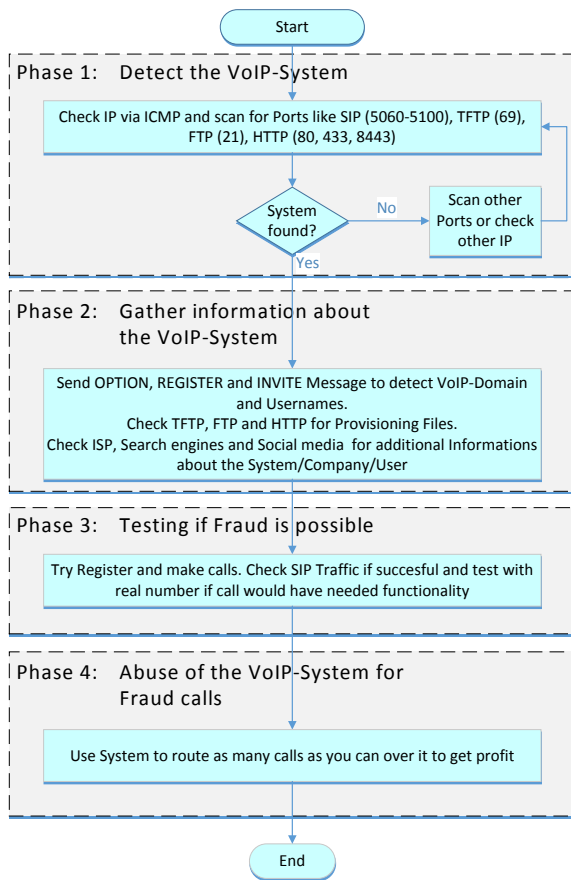 Start
Phase 1: Detect the VoIP-System
Check IP via ICMP and scan for Ports like SIP (5060-5100), TFTP (69),
FTP (21), HTTP (80, 433, 8443)
System
found?
No
Scan other
Ports or check
other IP
Yes
Phase 2: Gather information about
the VoIP-System
Send OPTION, REGISTER and INVITE Message to detect VoIP-Domain
and Usernames.
Check TFTP, FTP and HTTP for Provisioning Files.
Check ISP, Search engines and Social media for additional Informations
about the System/Company/User
Phase 3: Testing if Fraud is possible
Try Register and make calls. Check SIP Traffic if succesful and test with
real number if call would have needed functionality
Phase 4: Abuse of the VoIP-System for
Fraud calls
Use System to route as many calls as you can over it to get profit
End